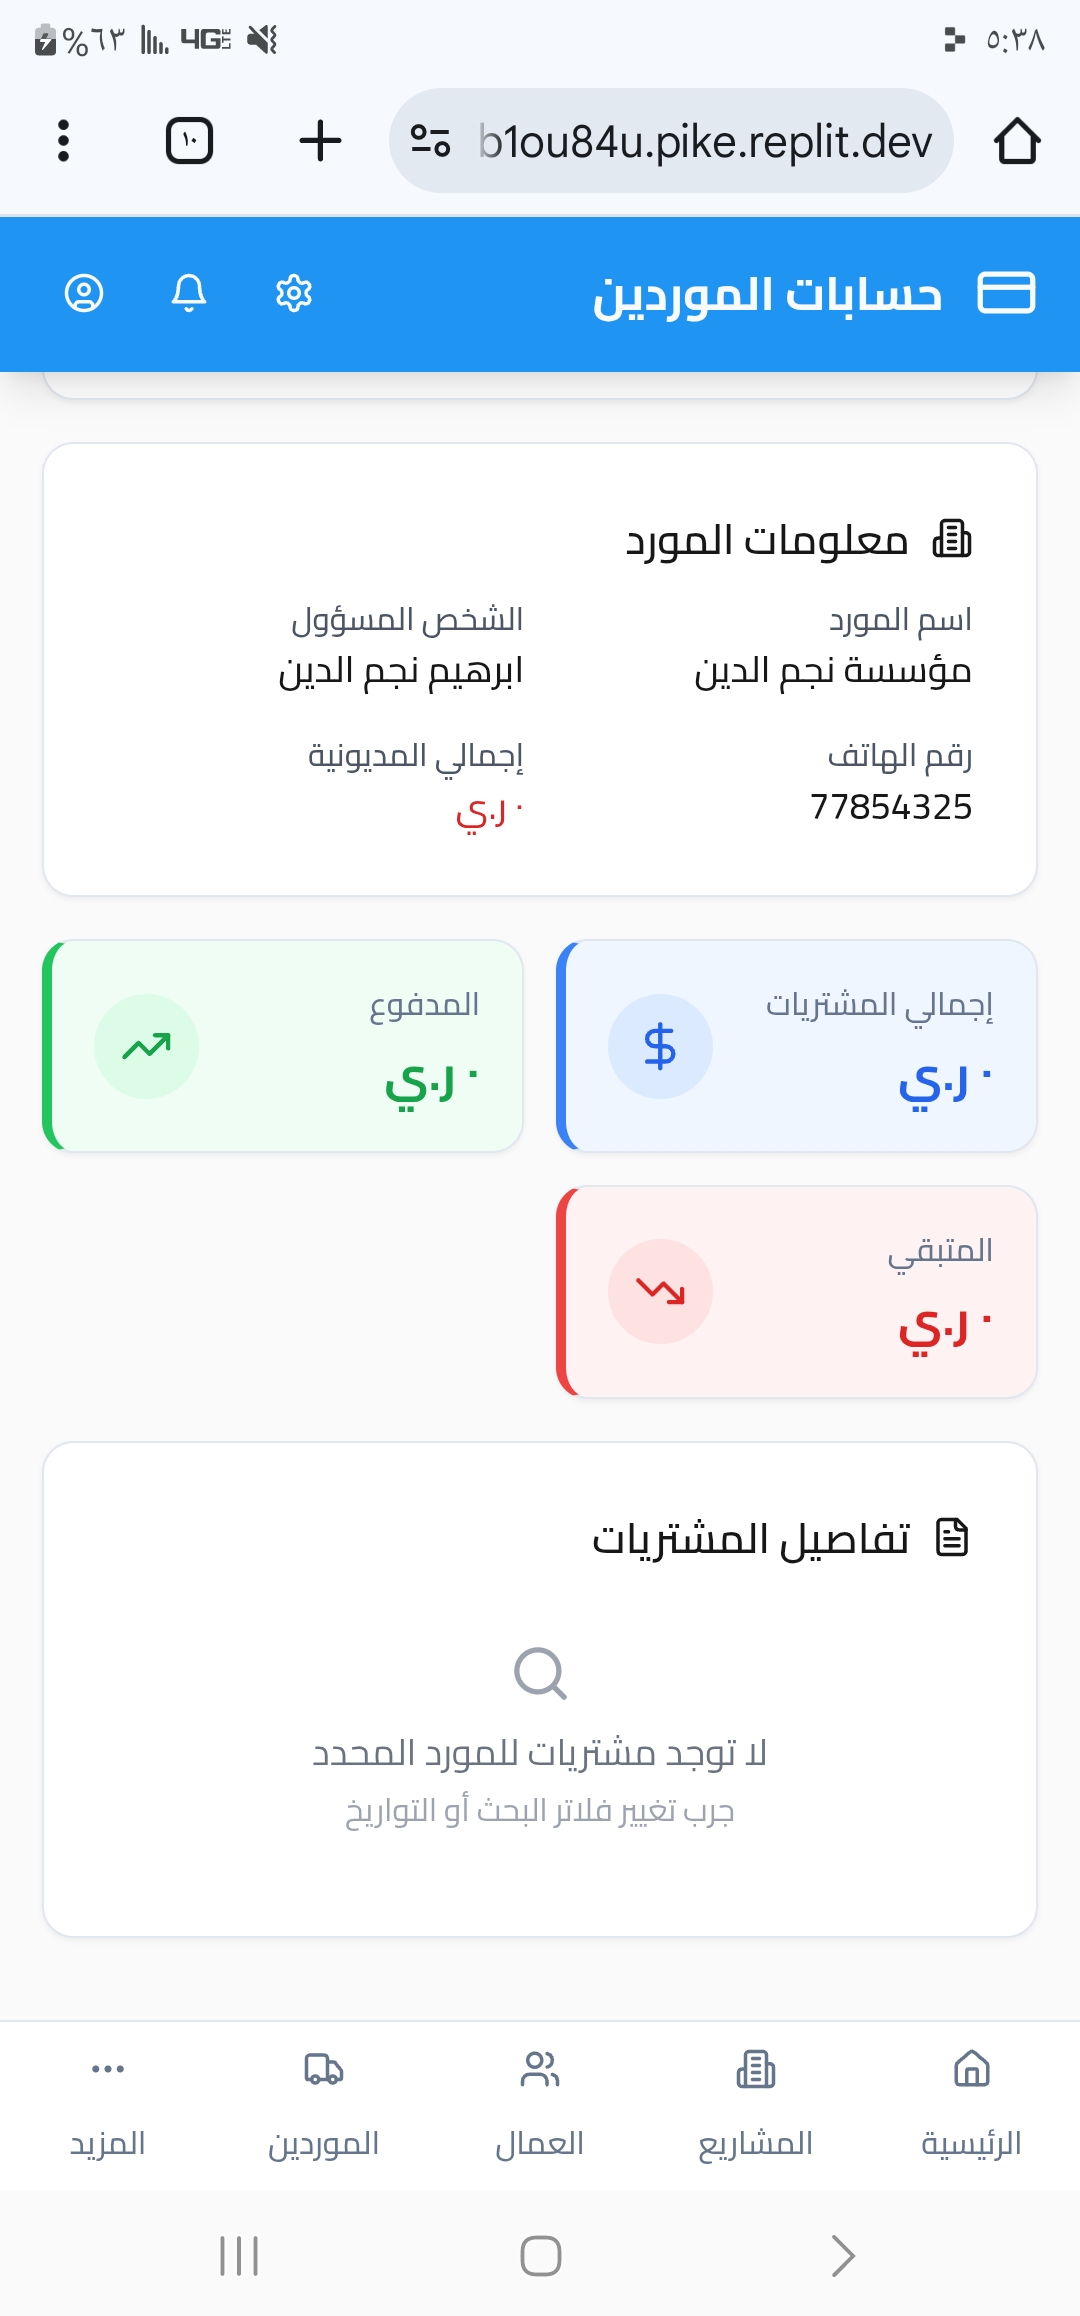 %٦٣ 4G LTE ٥:٣٨
١٠ b1ou84u.pike.replit.dev
حسابات الموردين
معلومات المورد
اسم المورد
مؤسسة نجم الدين
الشخص المسؤول
ابرهيم نجم الدين
رقم الهاتف
77854325
إجمالي المديونية
٠ ر.ي
إجمالي المشتريات
٠ ر.ي
المدفوع
٠ ر.ي
المتبقي
٠ ر.ي
تفاصيل المشتريات
لا توجد مشتريات للمورد المحدد
جرب تغيير فلاتر البحث أو التواريخ
الرئيسية
المشاريع
العمال
الموردين
المزيد